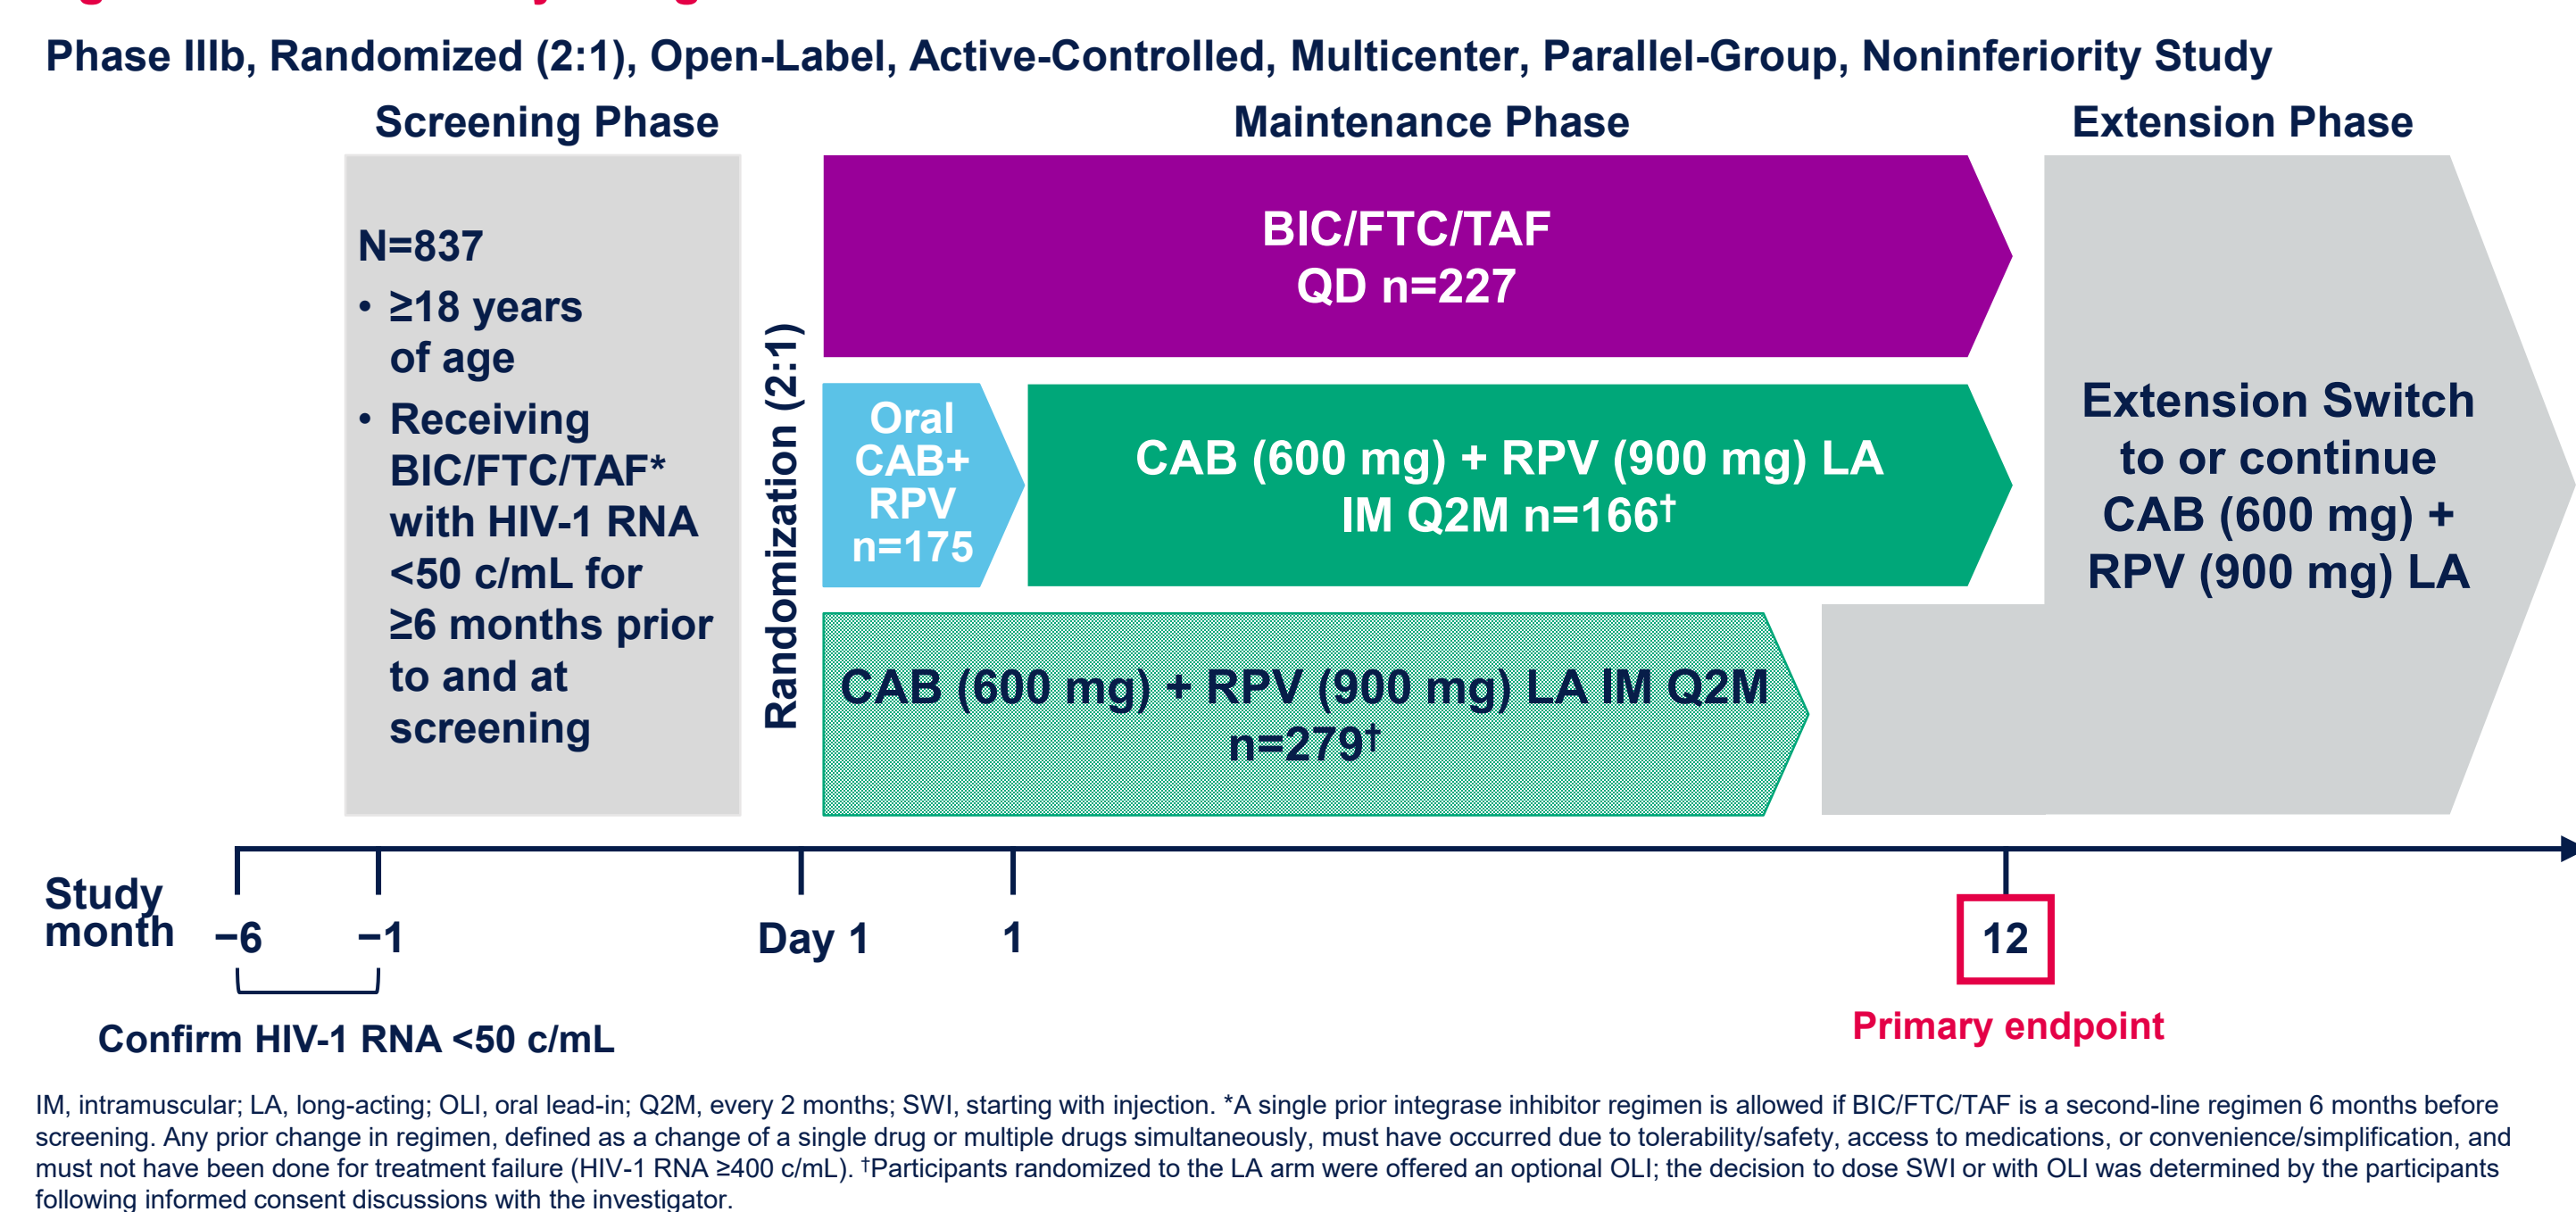 Phase IIIb, Randomized (2:1), Open-Label, Active-Controlled, Multicenter, Parallel-Group, Noninferiority Study
Screening Phase
Maintenance Phase
Extension Phase
N=837
• ≥18 years
of age
• Receiving
BIC/FTC/TAF*
with HIV-1 RNA
<50 c/mL for
≥6 months prior
to and at
screening
Randomization (2:1)
BIC/FTC/TAF
QD n=227
Oral
CAB+
RPV
n=175
CAB (600 mg) + RPV (900 mg) LA
IM Q2M n=166†
CAB (600 mg) + RPV (900 mg) LA IM Q2M
n=279†
Extension Switch
to or continue
CAB (600 mg) +
RPV (900 mg) LA
Study
month
−6
−1
Day 1
1
12
Confirm HIV-1 RNA <50 c/mL
Primary endpoint
IM, intramuscular; LA, long-acting; OLI, oral lead-in; Q2M, every 2 months; SWI, starting with injection. *A single prior integrase inhibitor regimen is allowed if BIC/FTC/TAF is a second-line regimen 6 months before
screening. Any prior change in regimen, defined as a change of a single drug or multiple drugs simultaneously, must have occurred due to tolerability/safety, access to medications, or convenience/simplification, and
must not have been done for treatment failure (HIV-1 RNA ≥400 c/mL). †Participants randomized to the LA arm were offered an optional OLI; the decision to dose SWI or with OLI was determined by the participants
following informed consent discussions with the investigator.